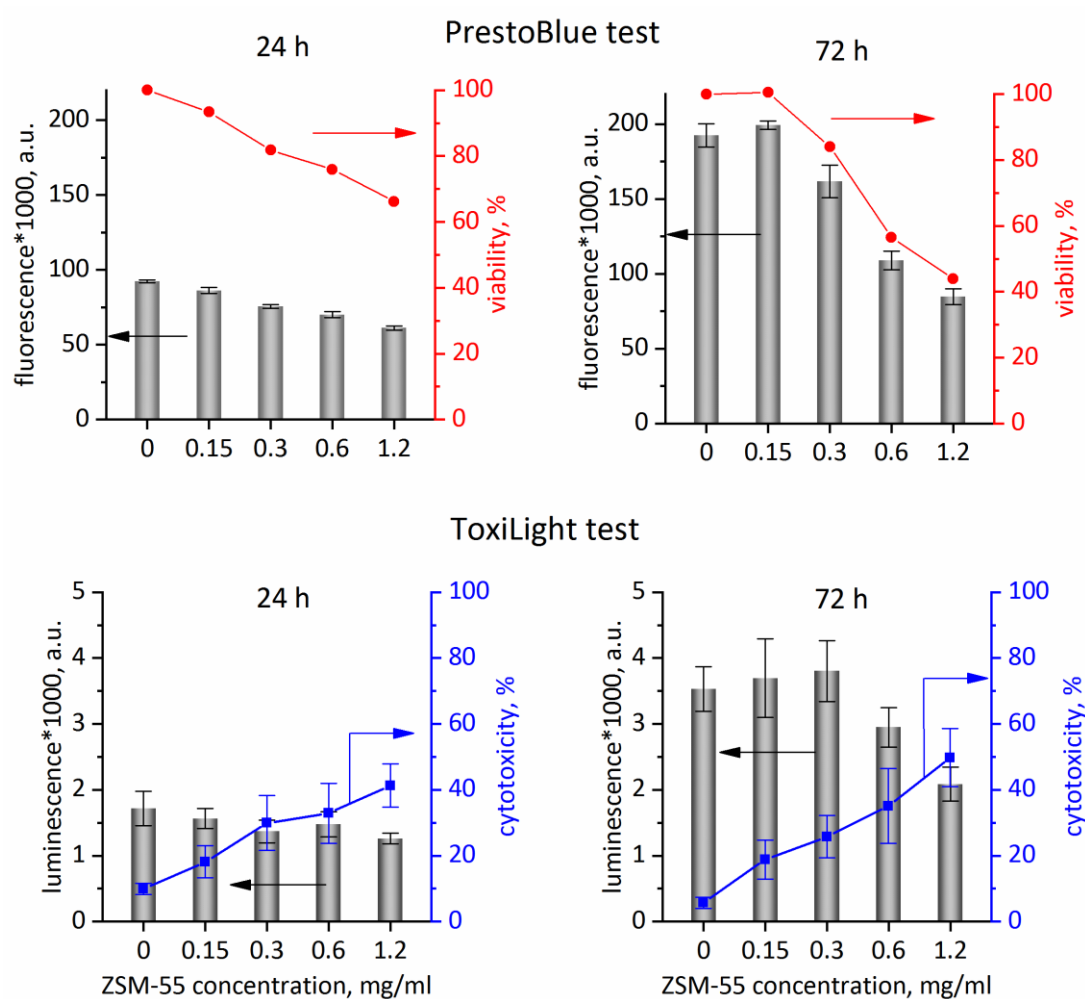 PrestoBlue test
24 h
72 h
fluorescence*1000, a.u.
200
150
100
50
0
0 0.15 0.3 0.6 1.2
100
80
60
40
20
0
viability, %
fluorescence*1000, a.u.
200
150
100
50
0
0 0.15 0.3 0.6 1.2
100
80
60
40
20
0
viability, %
ToxiLight test
24 h
72 h
luminescence*1000, a.u.
5
4
3
2
1
0
0 0.15 0.3 0.6 1.2
ZSM-55 concentration, mg/ml
100
80
60
40
20
0
cytotoxicity, %
luminescence*1000, a.u.
5
4
3
2
1
0
0 0.15 0.3 0.6 1.2
ZSM-55 concentration, mg/ml
100
80
60
40
20
0
cytotoxicity, %